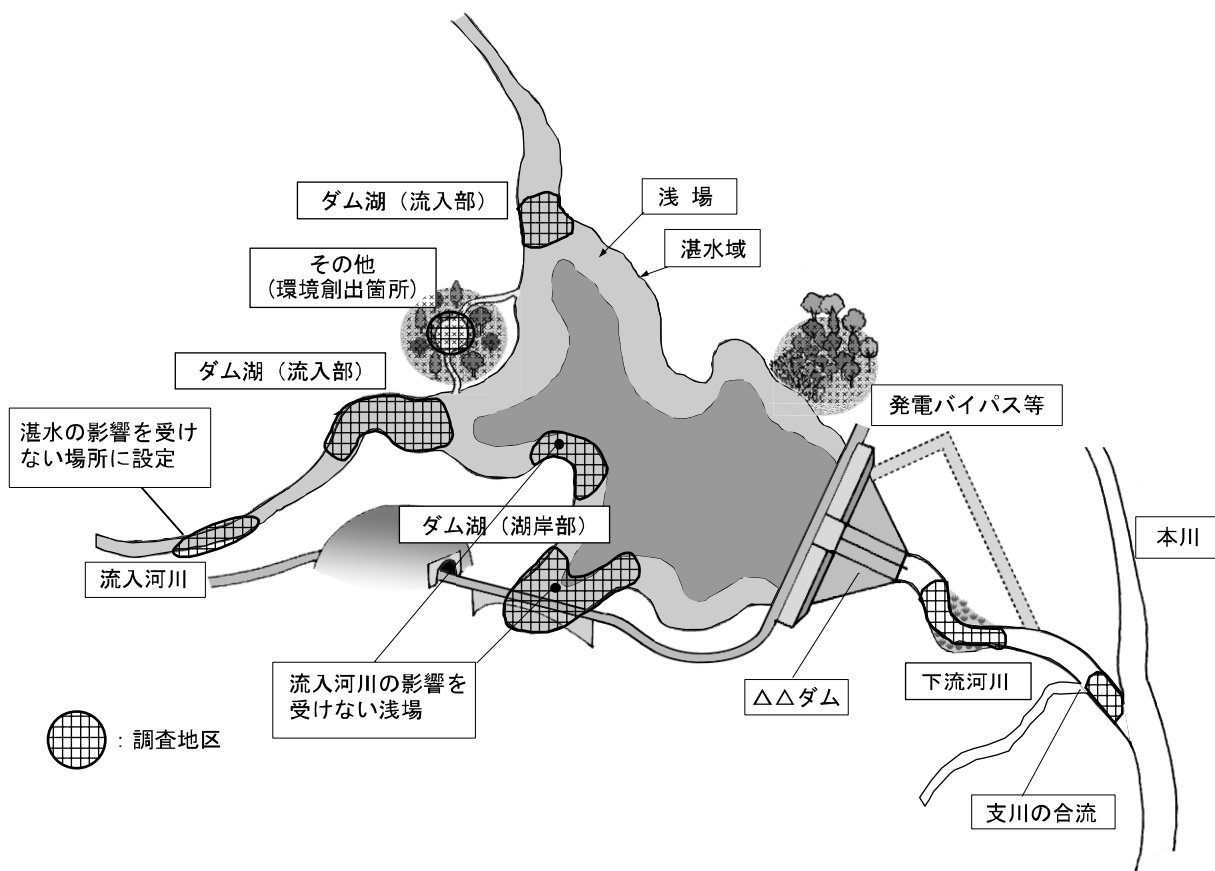 ダム湖（流入部）
浅 場
湛水域
その他
（環境創出箇所）
ダム湖（流入部）
発電バイパス等
湛水の影響を受け
ない場所に設定
ダム湖（湖岸部）
本川
流入河川
流入河川の影響を
受けない浅場
△△ダム
下流河川
：調査地区
支川の合流